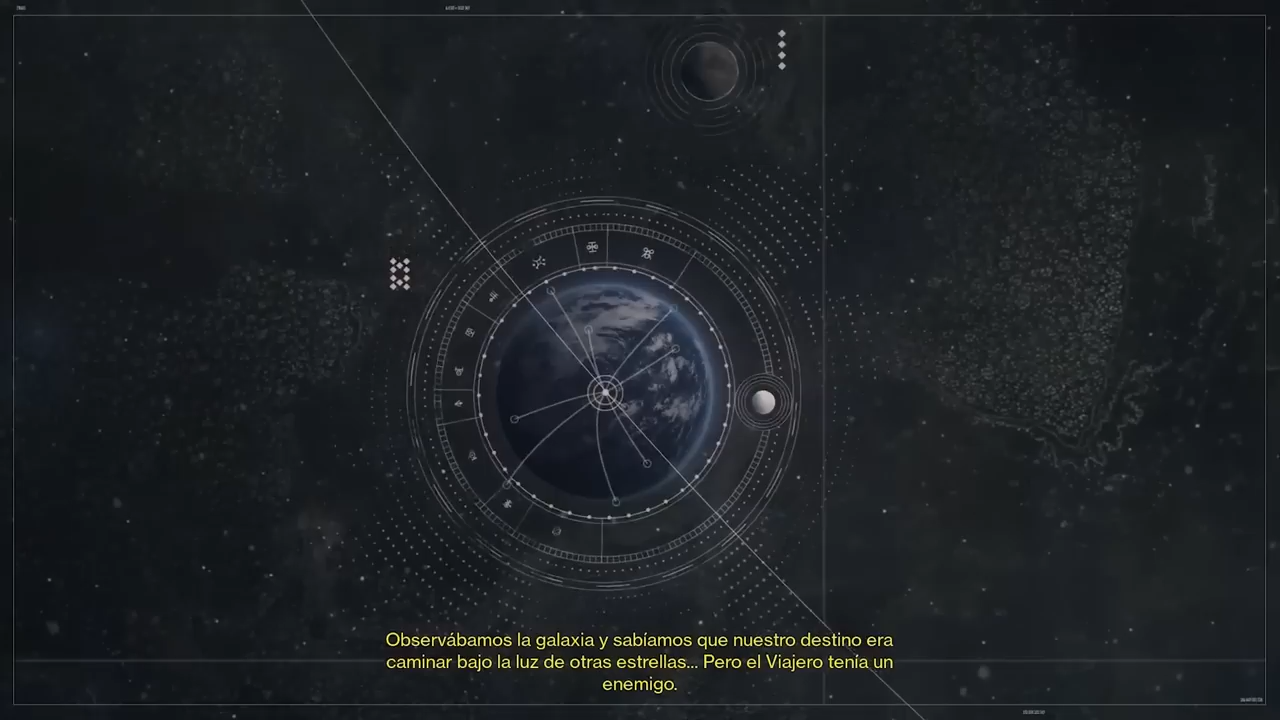 Observábamos la galaxia y sabíamos que nuestro destino era
caminar bajo la luz de otras estrellas... Pero el Viajero tenía un
enemigo.